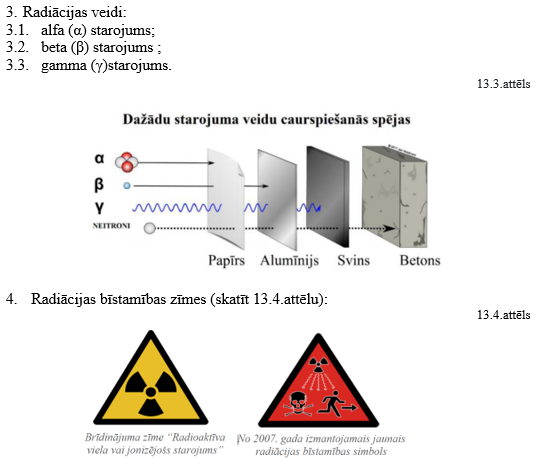 3. Radiācijas veidi:
3.1. alfa (α) starojums;
3.2. beta (β) starojums ;
3.3. gamma (γ)starojums.
13.3.attēls
Dažādu starojuma veidu caurspiešanās spējas
α
β
γ
NEITRONI
Papīrs Alumīnijs Svins Betons
4. Radiācijas bīstamības zīmes (skatīt 13.4.attēlu):
13.4.attēls
Brīdinājuma zīme “Radioaktīva
viela vai jonizējošs starojums”
No 2007. gada izmantojamais jaunais
radiācijas bīstamības simbols